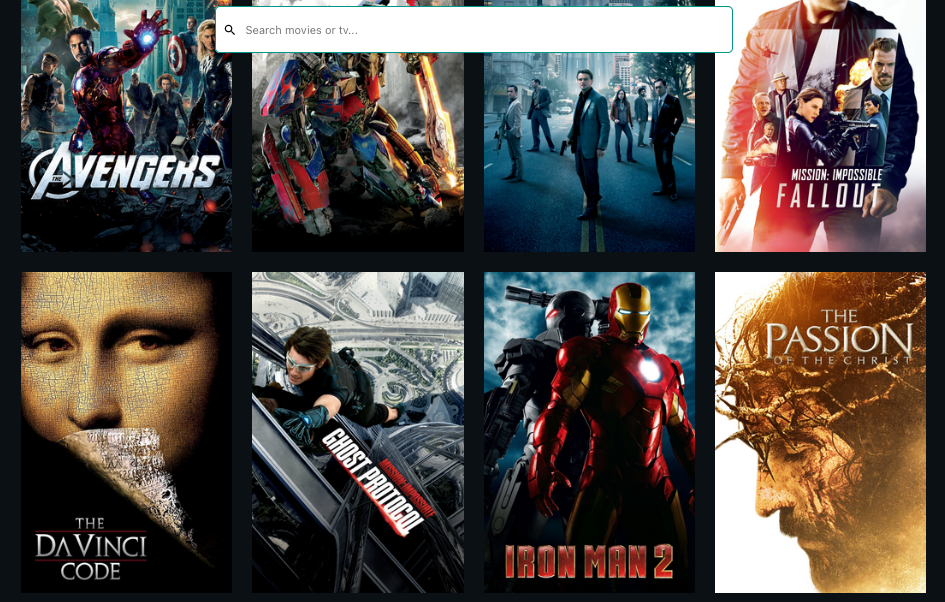 Search movies or tv...
THE
AVENGERS
MISSION: IMPOSSIBLE
FALLOUT
THE
DA VINCI
CODE
MISSION: IMPOSSIBLE
GHOST PROTOCOL
IRON MAN 2
THE
PASSION
OF THE CHRIST